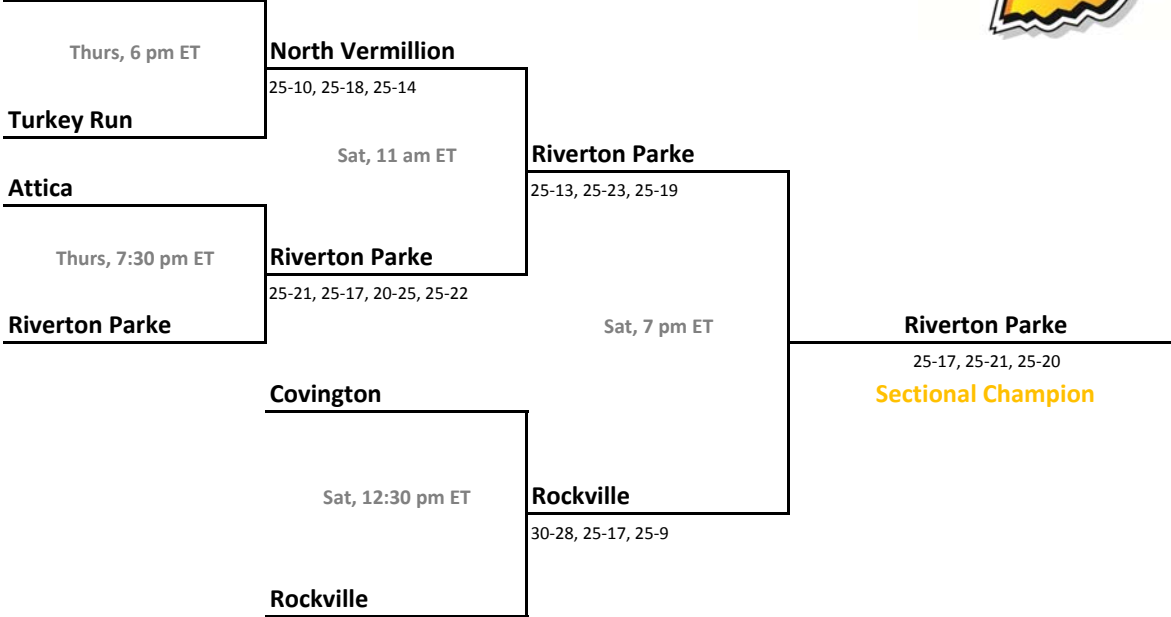 Thurs, 6 pm ET
North Vermillion
25-10, 25-18, 25-14
Turkey Run
Sat, 11 am ET
Riverton Parke
Attica
25-13, 25-23, 25-19
Thurs, 7:30 pm ET
Riverton Parke
25-21, 25-17, 20-25, 25-22
Riverton Parke
Sat, 7 pm ET
Riverton Parke
25-17, 25-21, 25-20
Covington
Sectional Champion
Sat, 12:30 pm ET
Rockville
30-28, 25-17, 25-9
Rockville